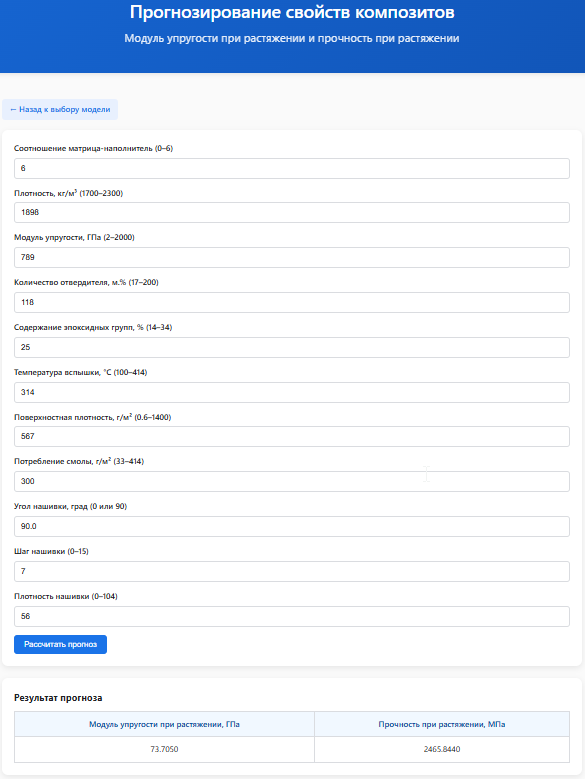 Прогнозирование свойств композитов
Модуль упругости при растяжении и прочность при растяжении
← Назад к выбору модели
Соотношение матрица-наполнитель (0–6)
6
Плотность, кг/м³ (1700–2300)
1898
Модуль упругости, ГПа (2–2000)
789
Количество отвердителя, м.% (17–200)
118
Содержание эпоксидных групп, % (14–34)
25
Температура вспышки, °С (100–414)
314
Поверхностная плотность, г/м² (0.6–1400)
567
Потребление смолы, г/м² (33–414)
300
Угол нашивки, град (0 или 90)
90.0
Шаг нашивки (0–15)
7
Плотность нашивки (0–104)
56
Рассчитать прогноз
Результат прогноза
Модуль упругости при растяжении, ГПа Прочность при растяжении, МПа
73.7050 2465.8440